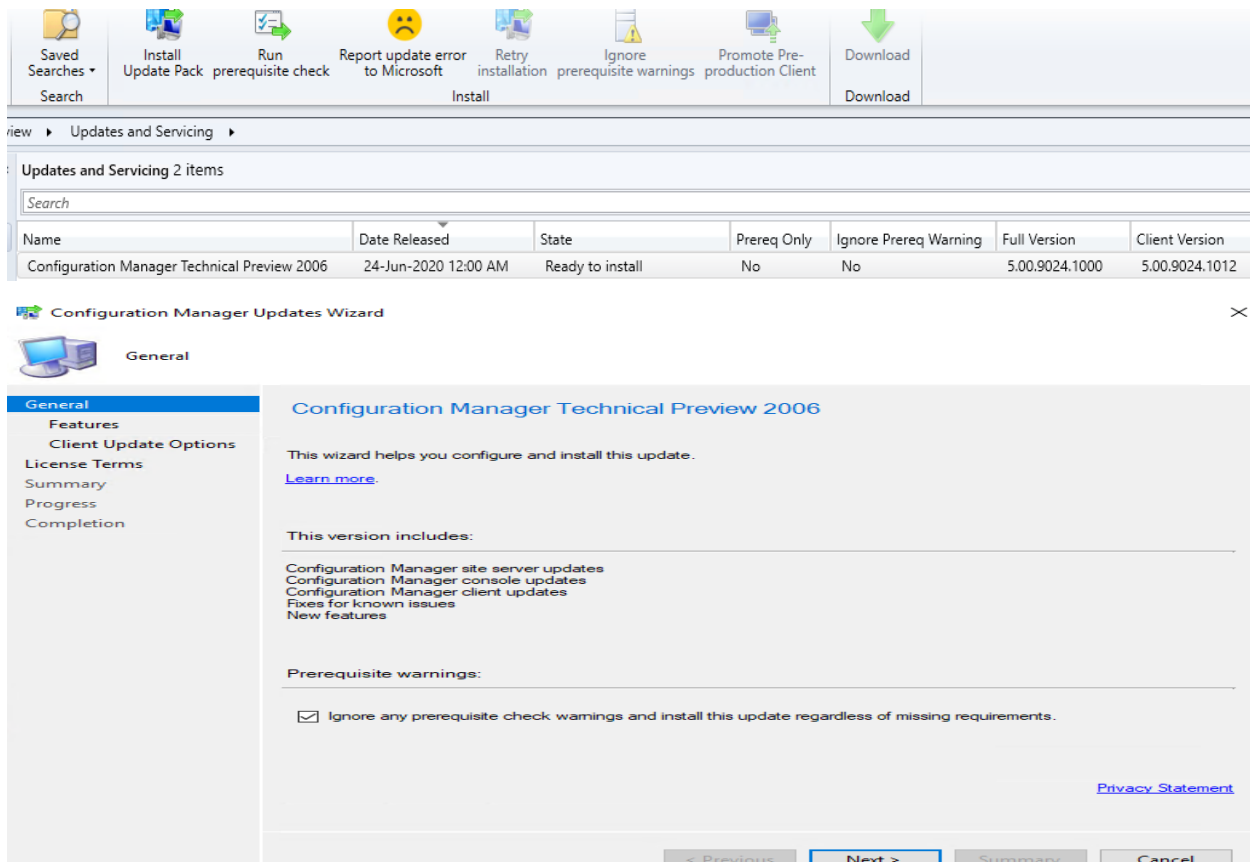 Saved Searches
Install Update Pack
Run prerequisite check
Report update error to Microsoft
Retry installation
Ignore prerequisite warnings
Promote Pre-production Client
Download
Search
Install
Download
iew Updates and Servicing
Updates and Servicing 2 items
Search
Name Date Released State Prereq Only Ignore Prereq Warning Full Version Client Version
Configuration Manager Technical Preview 2006 24-Jun-2020 12:00 AM Ready to install No No 5.00.9024.1000 5.00.9024.1012
Configuration Manager Updates Wizard
General
General
Features
Client Update Options
License Terms
Summary
Progress
Completion
Configuration Manager Technical Preview 2006
This wizard helps you configure and install this update.
Learn more.
This version includes:
Configuration Manager site server updates
Configuration Manager console updates
Configuration Manager client updates
Fixes for known issues
New features
Prerequisite warnings:
Ignore any prerequisite check warnings and install this update regardless of missing requirements.
Privacy Statement
< Previous Next > Summary Cancel